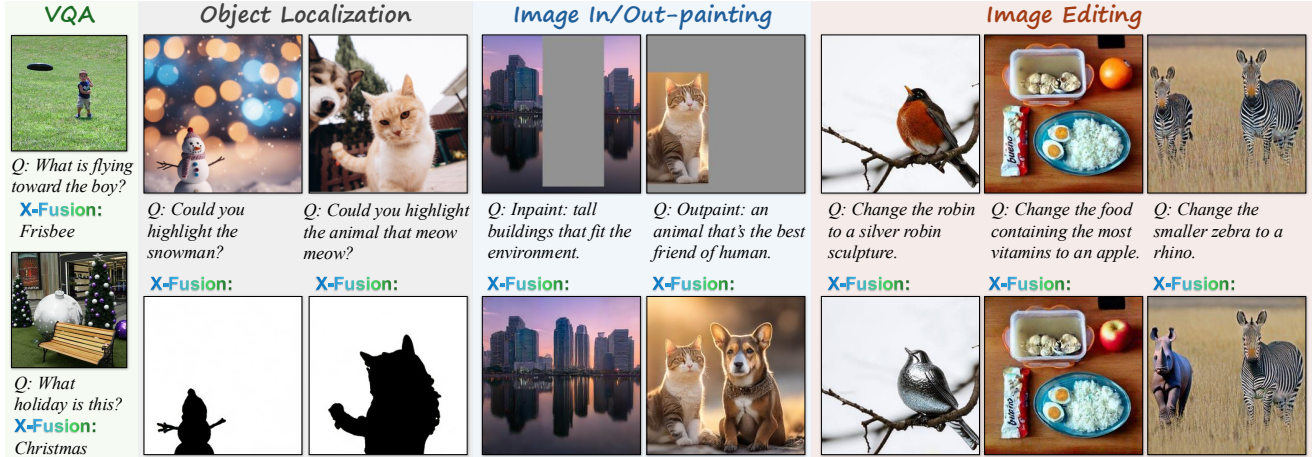 VQA
Q: What is flying
toward the boy?
X-Fusion:
Frisbee
Q: What
holiday is this?
X-Fusion:
Christmas
Object Localization
Q: Could you
highlight the
snowman?
X-Fusion:
Q: Could you highlight
the animal that meow
meow?
X-Fusion:
Image In/Out-painting
Q: Inpaint: tall
buildings that fit the
environment.
X-Fusion:
Q: Outpaint: an
animal that's the best
friend of human.
X-Fusion:
Image Editing
Q: Change the robin
to a silver robin
sculpture.
X-Fusion:
Q: Change the food
containing the most
vitamins to an apple.
bueno
X-Fusion:
bueno
Q: Change the
smaller zebra to a
rhino.
X-Fusion: